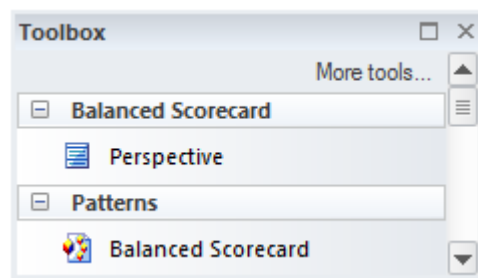 Toolbox
More tools...
Balanced Scorecard
Perspective
Patterns
Balanced Scorecard